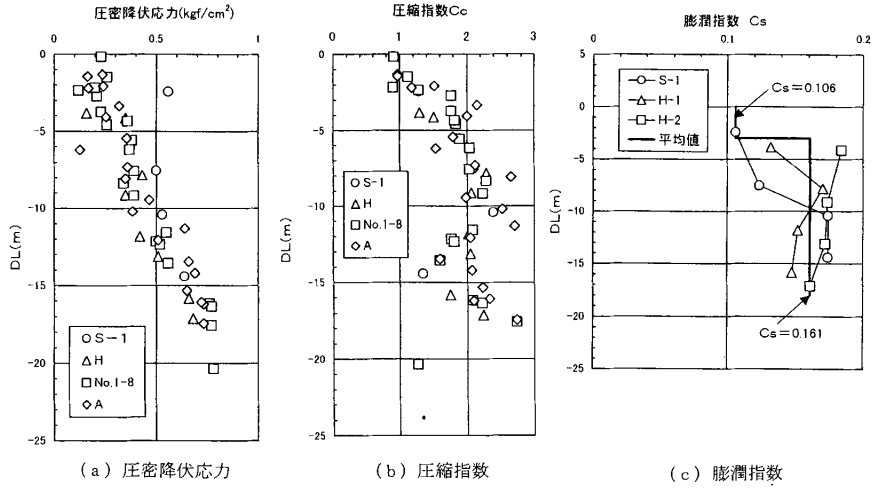 圧密降伏応力(kgf/cm²)
0 0.5 1
0
-5
-10
-15
-20
-25
DL(m)
S-1
H
No.1-8
A
(a) 圧密降伏応力
圧縮指数Cc
0 1 2 3
0
-5
-10
-15
-20
-25
DL(m)
S-1
H
No.1-8
A
(b) 圧縮指数
膨潤指数 Cs
0 0.1 0.2
5
0
-5
-10
-15
-20
-25
DL(m)
S-1
H-1
H-2
平均値
Cs=0.106
Cs=0.161
(c) 膨潤指数